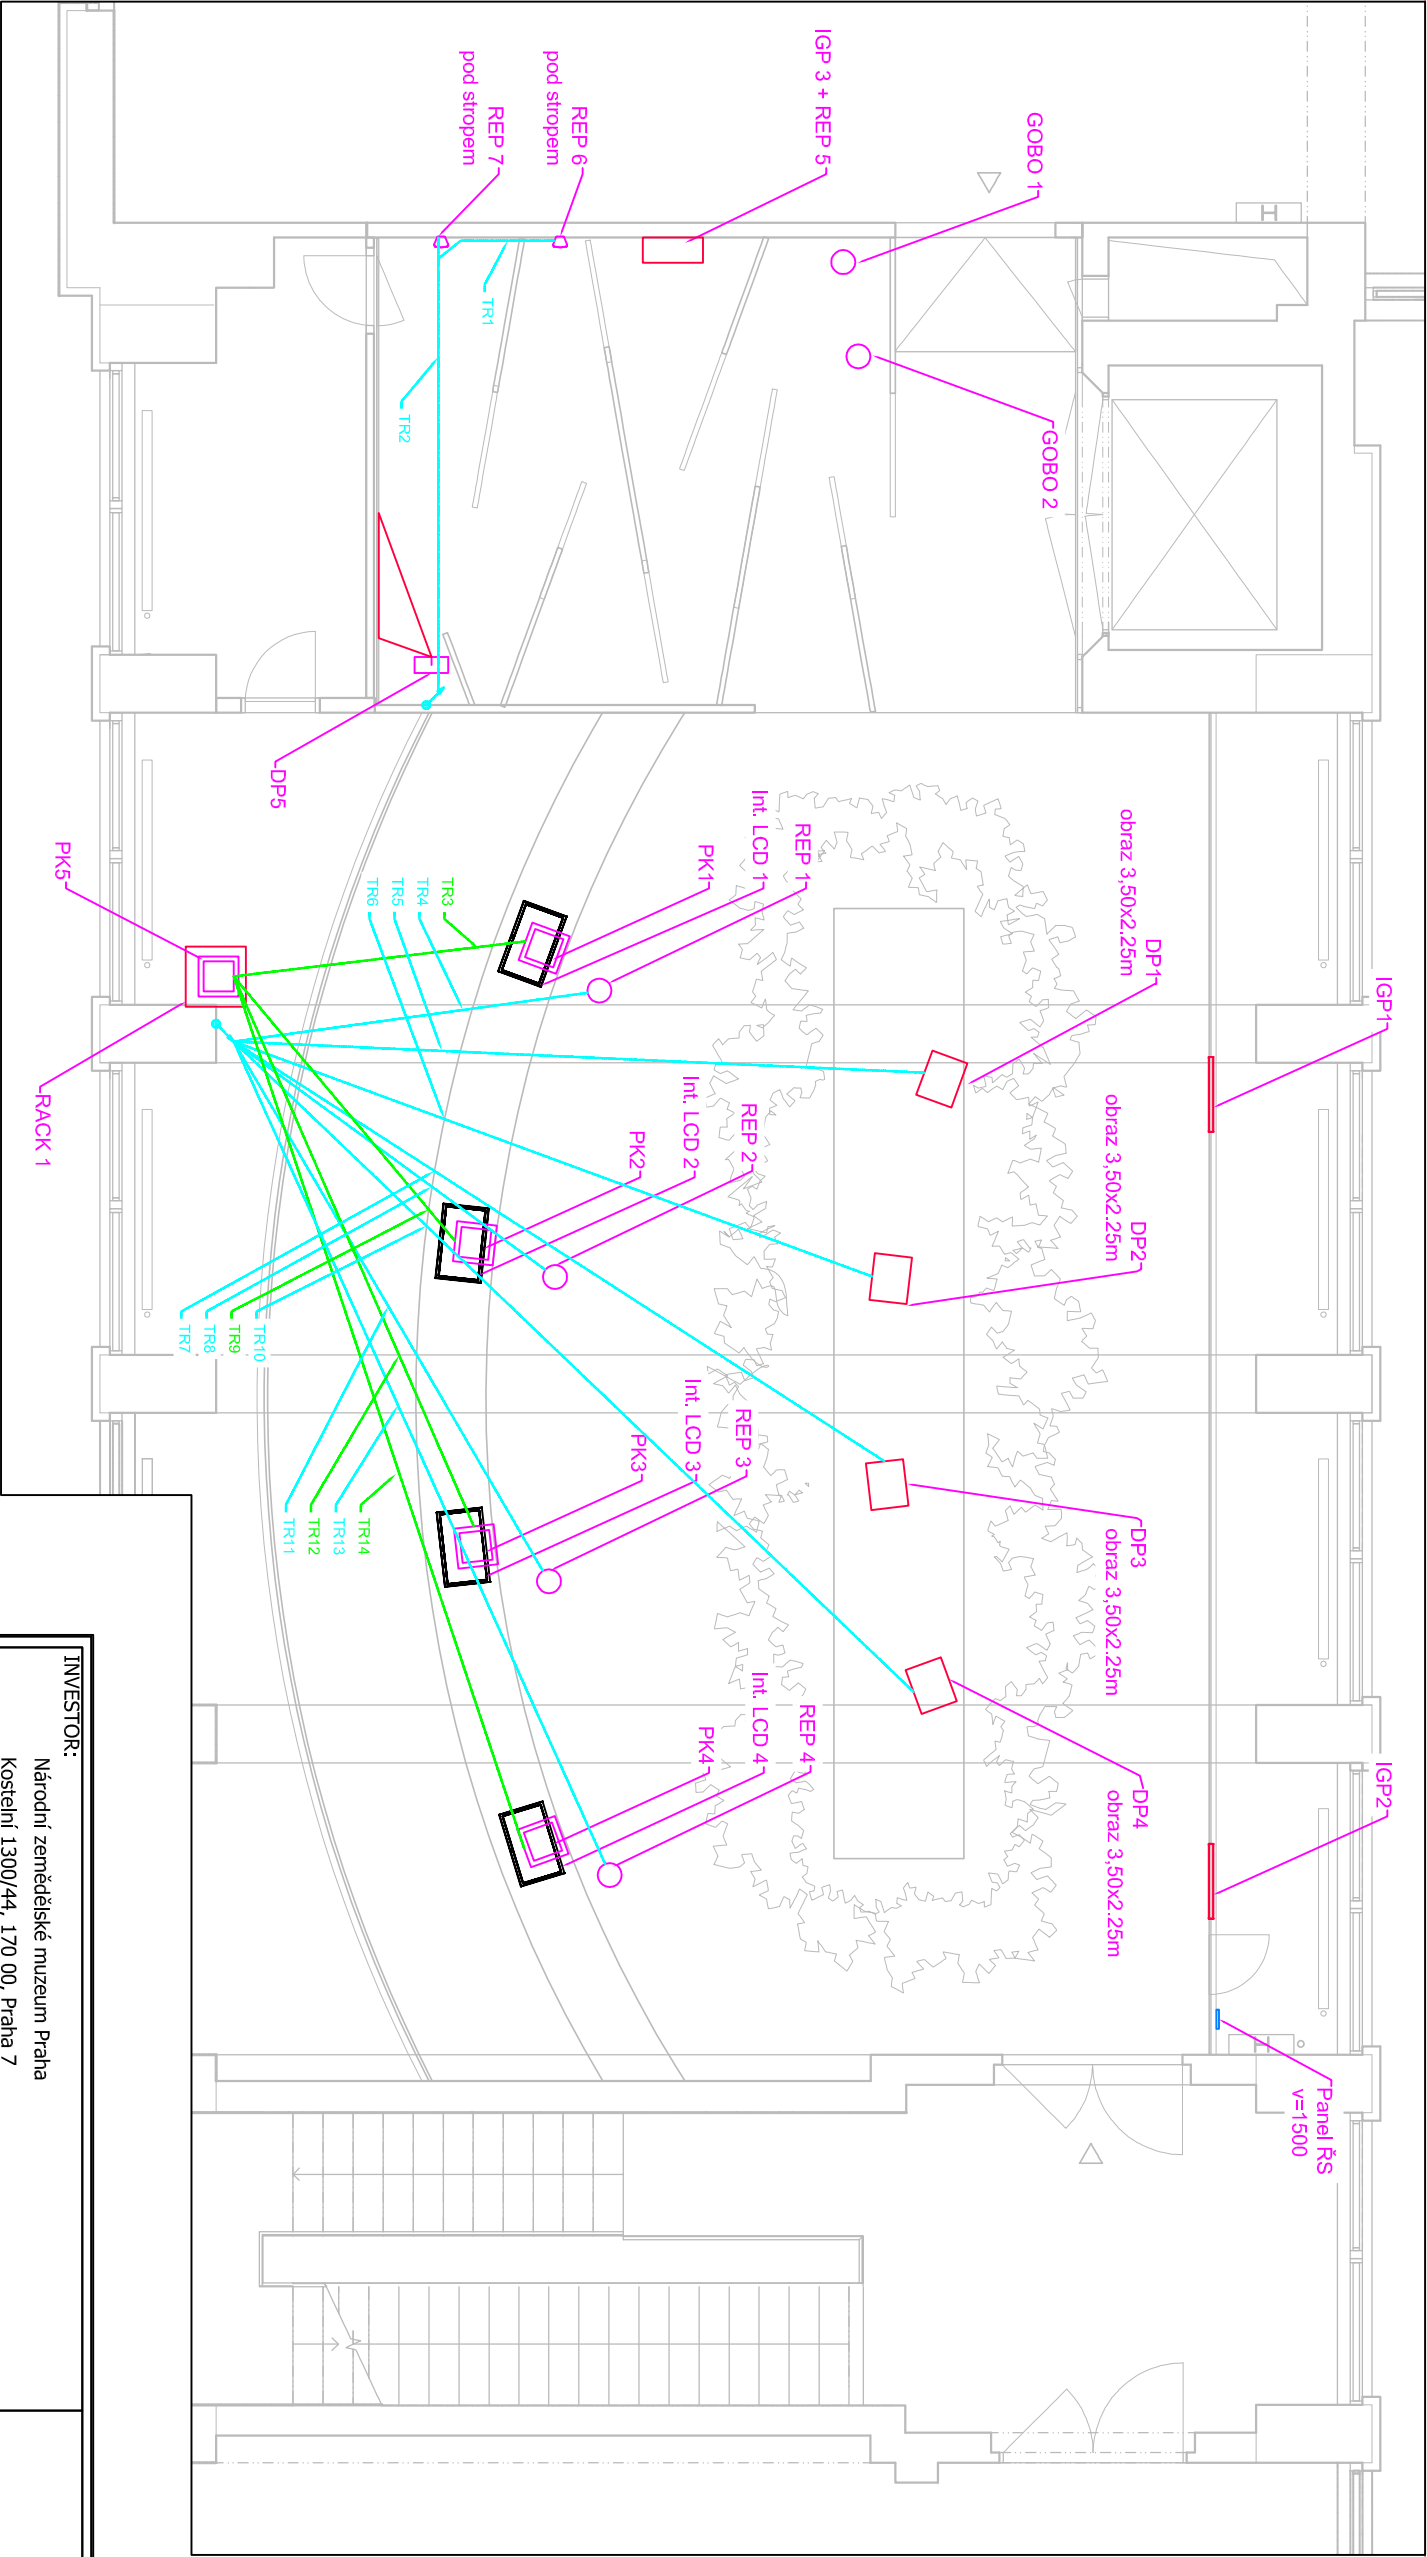 IGP1
IGP2
Panel ŘS
v=1500
DP1
obraz 3,50x2.25m
DP2
obraz 3,50x2.25m
DP3
obraz 3,50x2.25m
DP4
obraz 3,50x2.25m
H
H
GOBO 1
GOBO 2
IGP 3 + REP 5
REP 6
pod stropem
REP 7
pod stropem
TR1
TR2
DP5
REP 1
Int. LCD 1
PK1
REP 2
Int. LCD 2
PK2
REP 3
Int. LCD 3
PK3
REP 4
Int. LCD 4
PK4
TR3
TR4
TR5
TR6
TR10
TR9
TR8
TR7
TR14
TR13
TR12
TR11
PK5
RACK 1
INVESTOR:
Národní zemědělské muzeum Praha
Kostelní 1300/44, 170 00, Praha 7